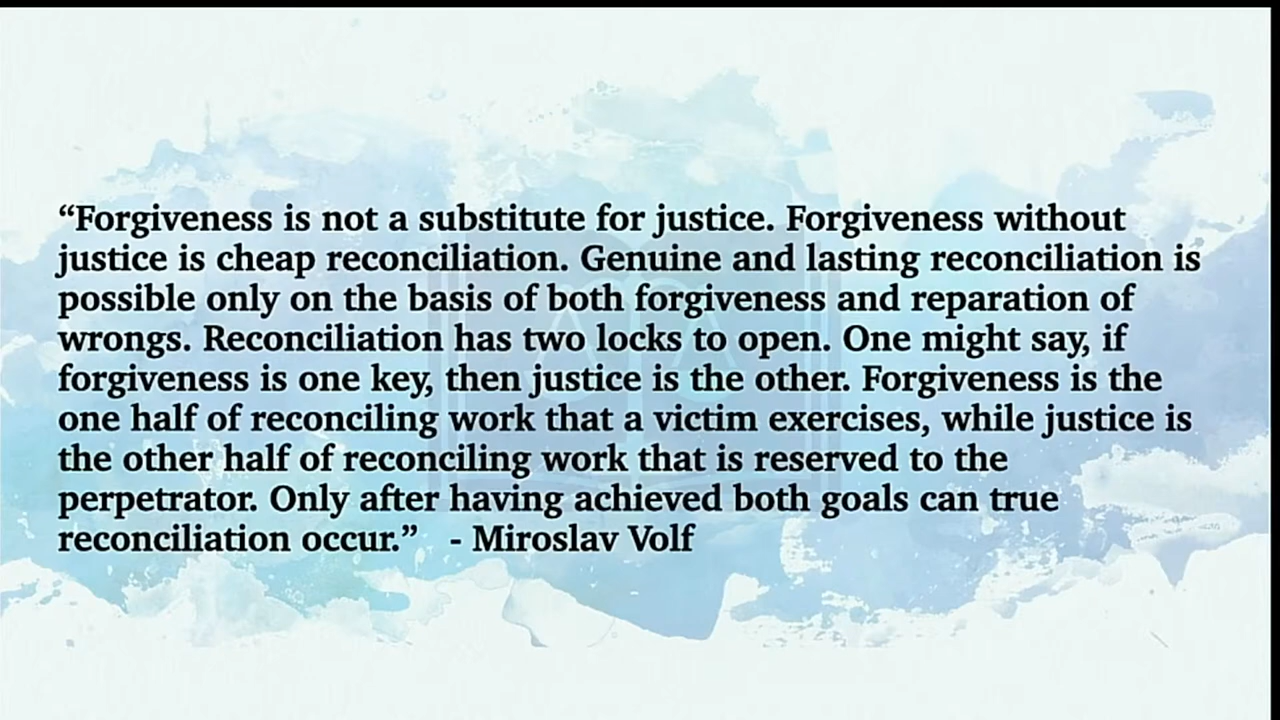 “Forgiveness is not a substitute for justice. Forgiveness without
justice is cheap reconciliation. Genuine and lasting reconciliation is
possible only on the basis of both forgiveness and reparation of
wrongs. Reconciliation has two locks to open. One might say, if
forgiveness is one key, then justice is the other. Forgiveness is the
one half of reconciling work that a victim exercises, while justice is
the other half of reconciling work that is reserved to the
perpetrator. Only after having achieved both goals can true
reconciliation occur.” - Miroslav Volf